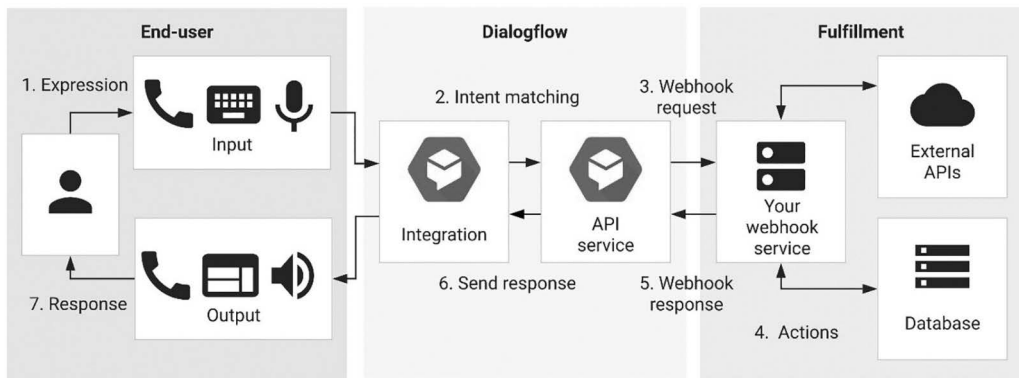 End-user
Dialogflow
Fulfillment
1. Expression
Input
2. Intent matching
3. Webhook
request
Integration
API
service
Your
webhook
service
External
APIs
7. Response
Output
6. Send response
5. Webhook
response
4. Actions
Database